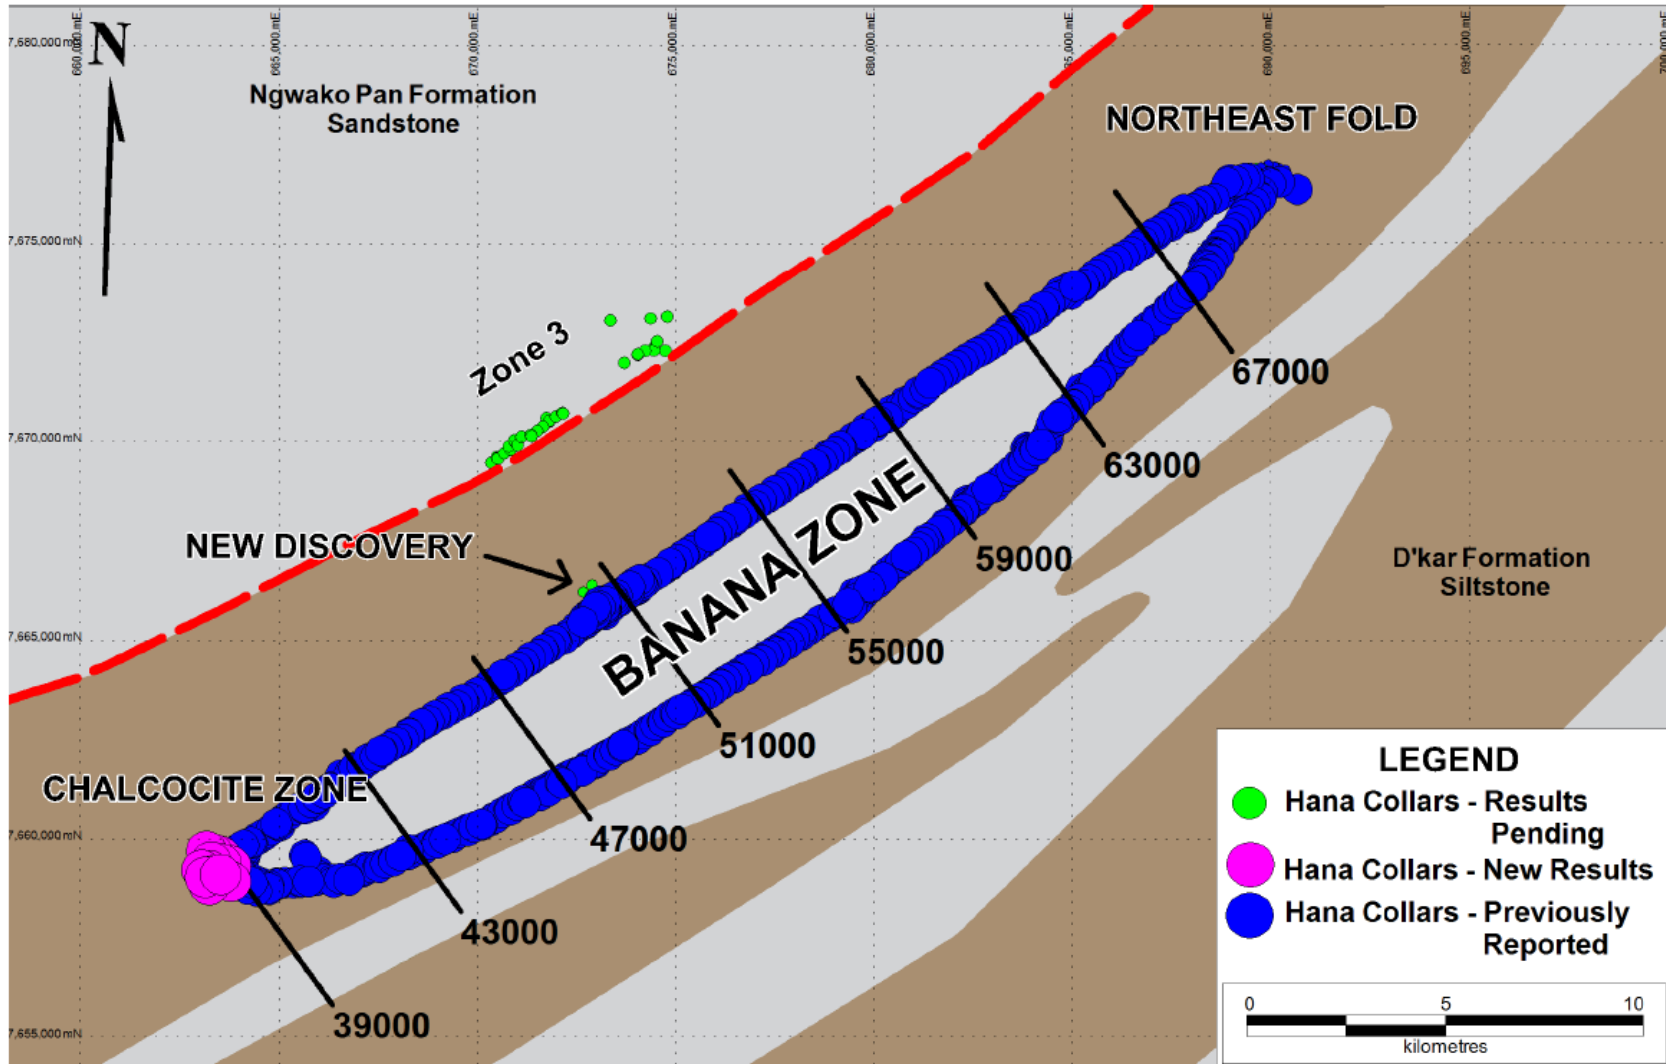 660,000.mE
665,000.mE
670,000.mE
675,000.mE
680,000.mE
690,000.mE
695,000.mE
7,680.000 mN
N
Ngwako Pan Formation
Sandstone
NORTHEAST FOLD
7,675.000 mN
Zone 3
67000
7,670.000 mN
63000
NEW DISCOVERY
BANANA ZONE
59000
D'kar Formation
Siltstone
7,665.000 mN
55000
51000
CHALCOCITE ZONE
47000
7,660.000 mN
43000
39000
7,655.000 mN
LEGEND
Hana Collars - Results
Pending
Hana Collars - New Results
Hana Collars - Previously
Reported
0 5 10
kilometres